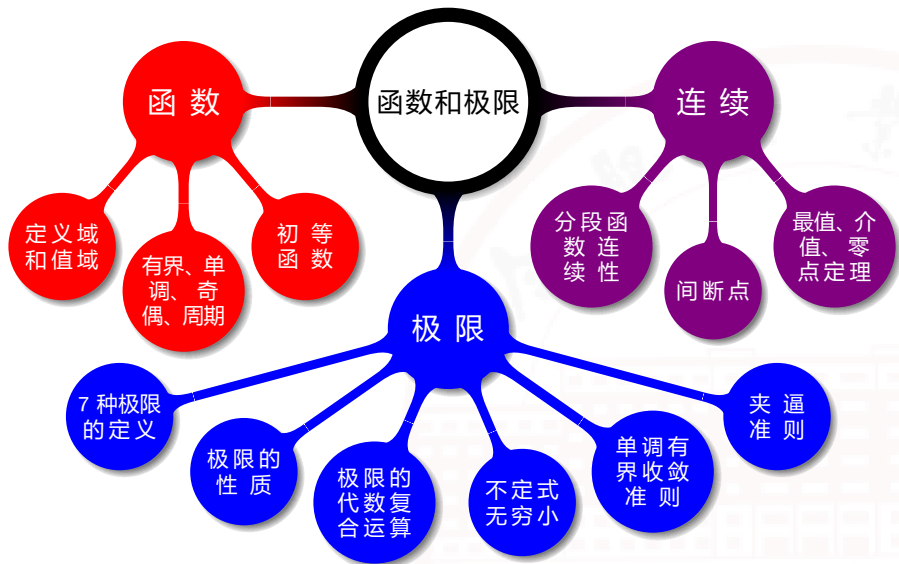 函数和极限
函数
定义域
和值域
有界、单
调、奇
偶、周期
初等
函数
连续
分段函
数连
续性
间断点
最值、介
值、零
点定理
极限
7种极限
的定义
极限的
性质
极限的
代数复
合运算
不定式
无穷小
单调有
界收敛
准则
夹逼
准则